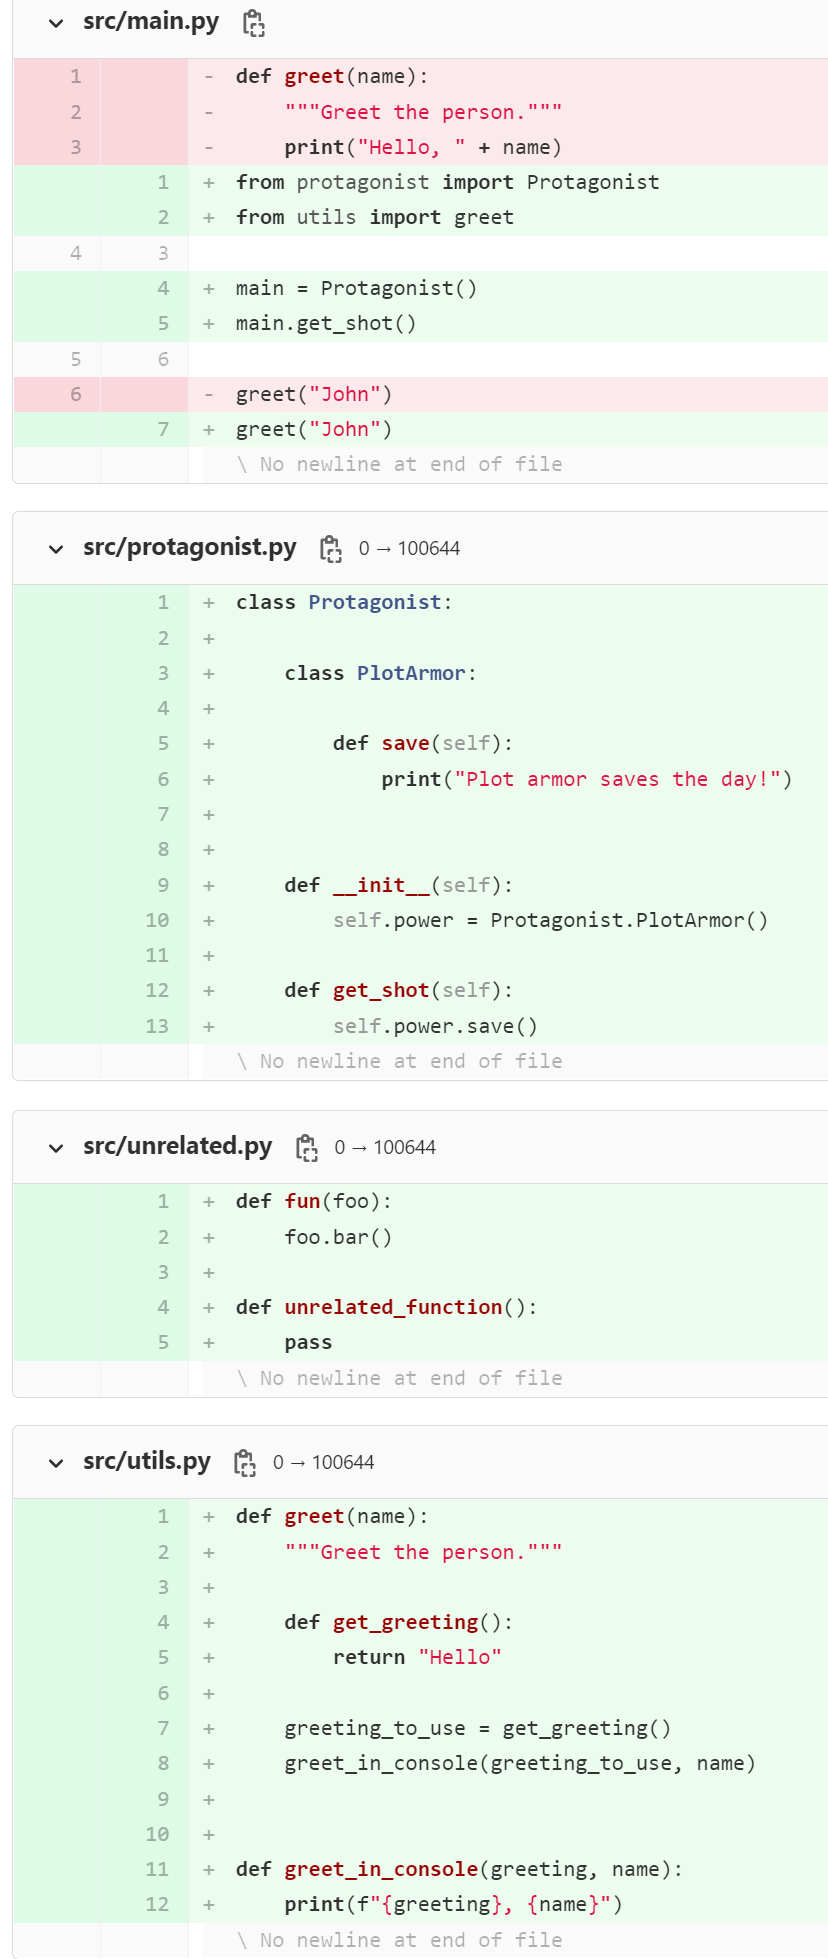 src/main.py
1 - def greet(name):
2 - """Greet the person."""
3 - print("Hello, " + name)
1 + from protagonist import Protagonist
2 + from utils import greet
4 3
4 + main = Protagonist()
5 + main.get_shot()
5 6
6 - greet("John")
7 + greet("John")
\ No newline at end of file
src/protagonist.py 0 → 100644
1 + class Protagonist:
2 +
3 + class PlotArmor:
4 +
5 + def save(self):
6 + print("Plot armor saves the day!")
7 +
8 +
9 + def __init__(self):
10 + self.power = Protagonist.PlotArmor()
11 +
12 + def get_shot(self):
13 + self.power.save()
\ No newline at end of file
src/unrelated.py 0 → 100644
1 + def fun(foo):
2 + foo.bar()
3 +
4 + def unrelated_function():
5 + pass
\ No newline at end of file
src/utils.py 0 → 100644
1 + def greet(name):
2 + """Greet the person."""
3 +
4 + def get_greeting():
5 + return "Hello"
6 +
7 + greeting_to_use = get_greeting()
8 + greet_in_console(greeting_to_use, name)
9 +
10 +
11 + def greet_in_console(greeting, name):
12 + print(f"{greeting}, {name}")
\ No newline at end of file